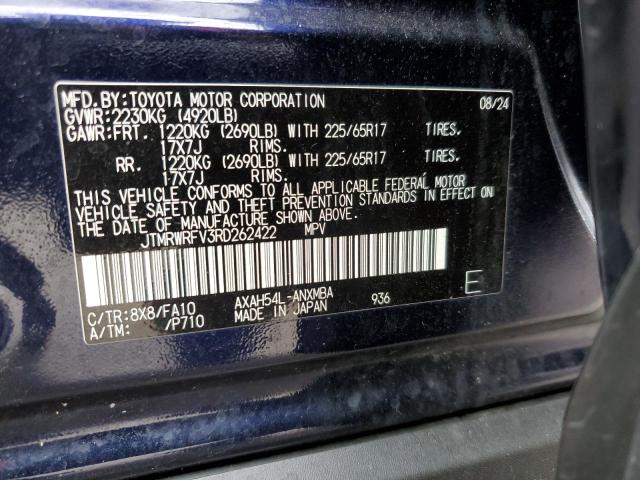 MFD.BY:TOYOTA MOTOR CORPORATION 08/24
GVWR:2230KG (4920LB)
GAWR:FRT. 1220KG (2690LB) WITH 225/65R17 TIRES.
17X7J RIMS.
RR. 1220KG (2690LB) WITH 225/65R17 TIRES.
17X7J RIMS.
THIS VEHICLE CONFORMS TO ALL APPLICABLE FEDERAL MOTOR
VEHICLE SAFETY AND THEFT PREVENTION STANDARDS IN EFFECT ON
THE DATE OF MANUFACTURE SHOWN ABOVE.
JTMRWRFV3RD262422 MPV
C/TR:8X8/FA10 AXAH54L-ANXMBA 936 E
A/TM: /P710 MADE IN JAPAN